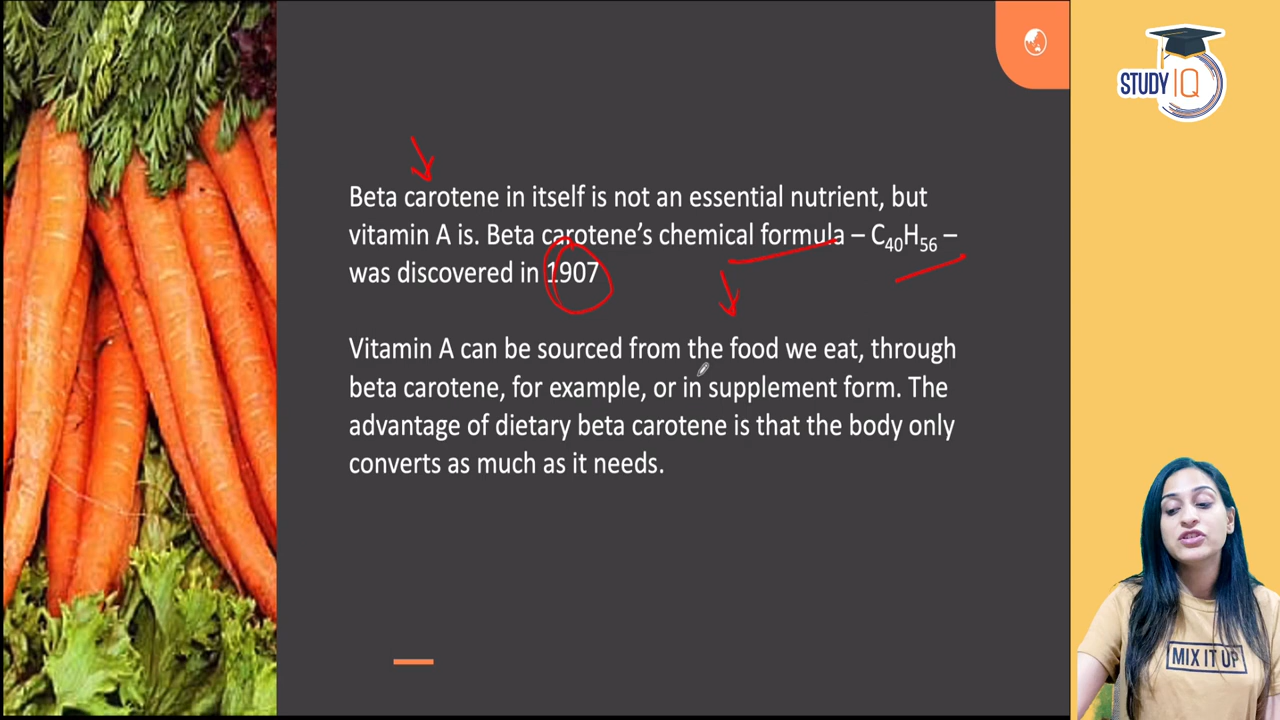 STUDY IQ
Beta carotene in itself is not an essential nutrient, but
vitamin A is. Beta carotene’s chemical formula – C₄₀H₅₆ –
was discovered in 1907
Vitamin A can be sourced from the food we eat, through
beta carotene, for example, or in supplement form. The
advantage of dietary beta carotene is that the body only
converts as much as it needs.
MIX IT UP